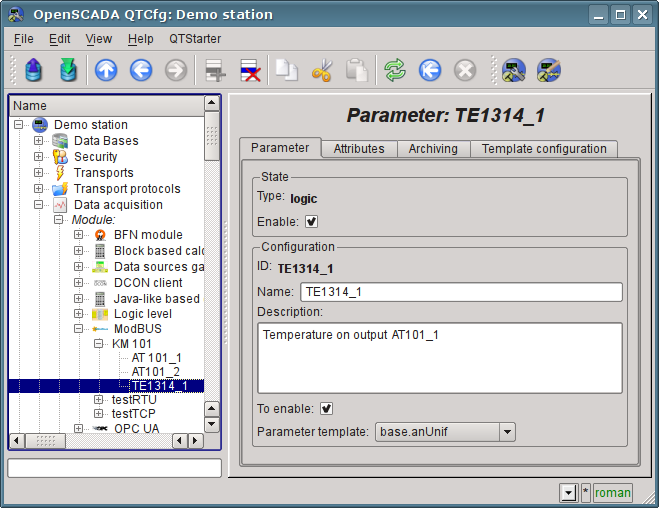 OpenSCADA QTCfg: Demo station
File Edit View Help QTStarter
Name
Demo station
Data Bases
Security
Transports
Transport protocols
Data acquisition
Module:
BFN module
Block based calc
Data sources ga
DCON client
Java-like based
Logic level
ModBUS
KM 101
AT 101_1
AT101_2
TE1314_1
testRTU
testTCP
OPC UA
Parameter: TE1314_1
Parameter Attributes Archiving Template configuration
State
Type: logic
Enable:
Configuration
ID: TE1314_1
Name: TE1314_1
Description:
Temperature on output AT101_1
To enable:
Parameter template: base.anUnif
* roman